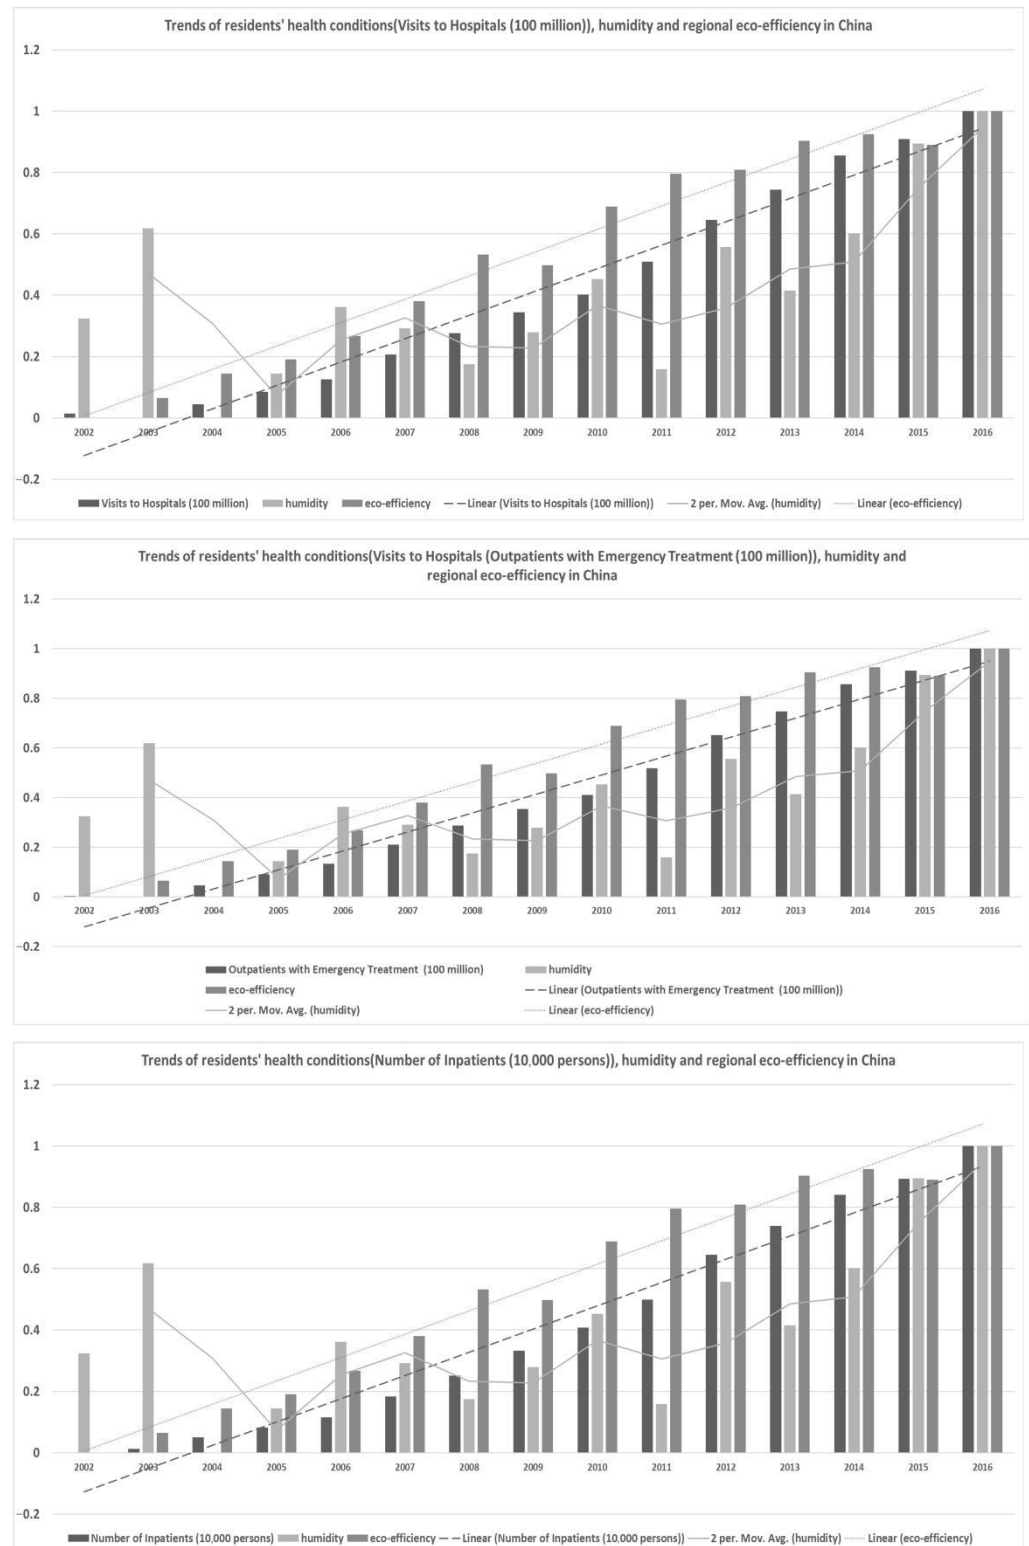 Trends of residents' health conditions(Visits to Hospitals (100 million)), humidity and regional eco-efficiency in China
1.2
1
0.8
0.6
0.4
0.2
0
2002 2003 2004 2005 2006 2007 2008 2009 2010 2011 2012 2013 2014 2015 2016
−0.2
Visits to Hospitals (100 million) humidity eco-efficiency Linear (Visits to Hospitals (100 million)) 2 per. Mov. Avg. (humidity) Linear (eco-efficiency)
Trends of residents' health conditions(Visits to Hospitals (Outpatients with Emergency Treatment (100 million)), humidity and
regional eco-efficiency in China
1.2
1
0.8
0.6
0.4
0.2
0
2002 2003 2004 2005 2006 2007 2008 2009 2010 2011 2012 2013 2014 2015 2016
−0.2
Outpatients with Emergency Treatment (100 million) humidity
eco-efficiency Linear (Outpatients with Emergency Treatment (100 million))
2 per. Mov. Avg. (humidity) Linear (eco-efficiency)
Trends of residents' health conditions(Number of Inpatients (10,000 persons)), humidity and regional eco-efficiency in China
1.2
1
0.8
0.6
0.4
0.2
0
2002 2003 2004 2005 2006 2007 2008 2009 2010 2011 2012 2013 2014 2015 2016
−0.2
Number of Inpatients (10,000 persons) humidity eco-efficiency Linear (Number of Inpatients (10,000 persons)) 2 per. Mov. Avg. (humidity) Linear (eco-efficiency)